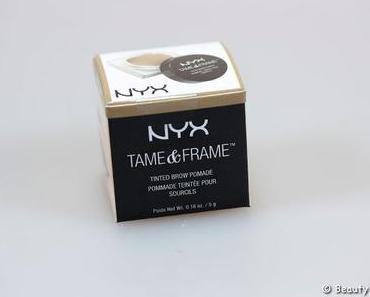 NYX
TAME&FRAME
NYX
TAME&FRAME™
TINTED BROW POMADE
POMMADE TEINTÉE POUR
SOURCILS
Poids Net Wt. 0.18 oz. / 5 g
© Beauty